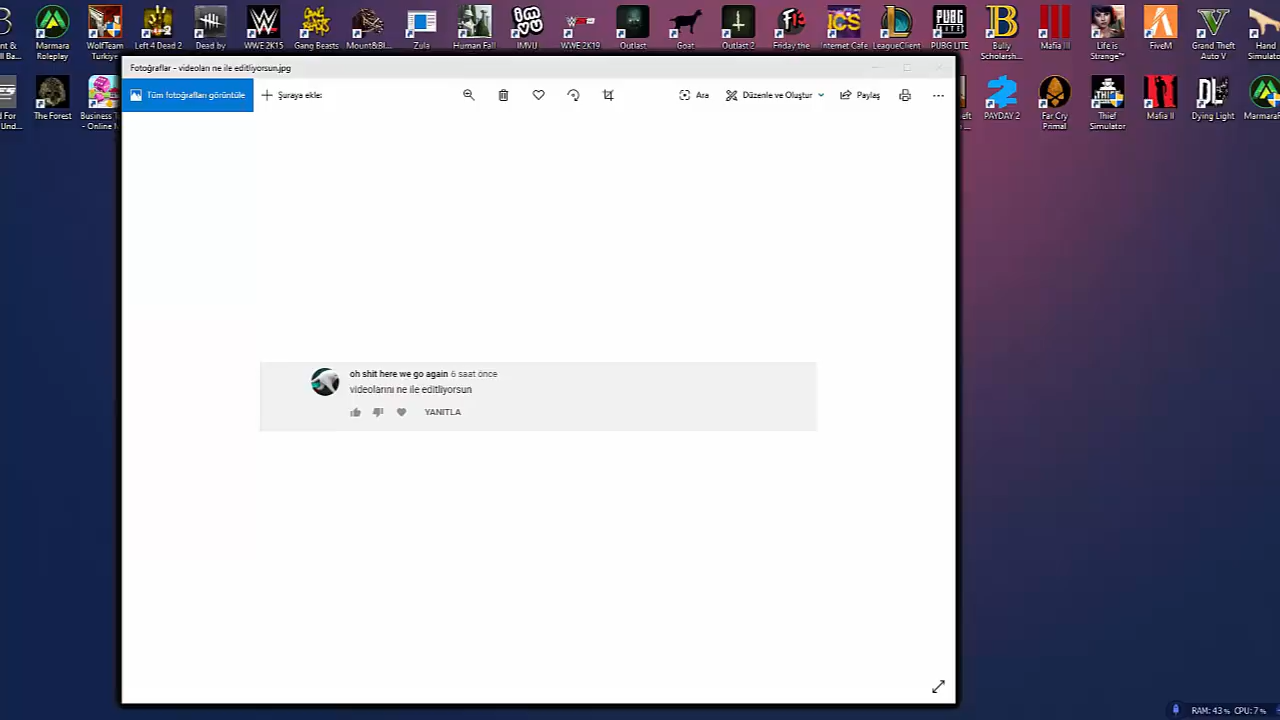 Marmara Roleplay
WolfTeam Türkiye
Left 4 Dead 2
Dead by
WWE 2K15
Gang Beasts
Mount&Bl...
Zula
Human Fall
IMVU
WWE 2K19
Outlast
Goat
Outlast 2
Friday the
Internet Cafe
LeagueClient
PUBG LITE
Bully Scholarsh...
Mafia III
Life is Strange™
FiveM
Grand Theft Auto V
Hand Simulato
Fotoğraflar - videoları ne ile editliyorsun.jpg
Tüm fotoğrafları görüntüle
Şuraya ekle:
Ara
Düzenle ve Oluştur
Paylaş
The Forest
PAYDAY 2
Far Cry Primal
Thief Simulator
Mafia II
Dying Light
oh shit here we go again 6 saat önce
videolarını ne ile editliyorsun
YANITLA
RAM: 43% CPU: 7%